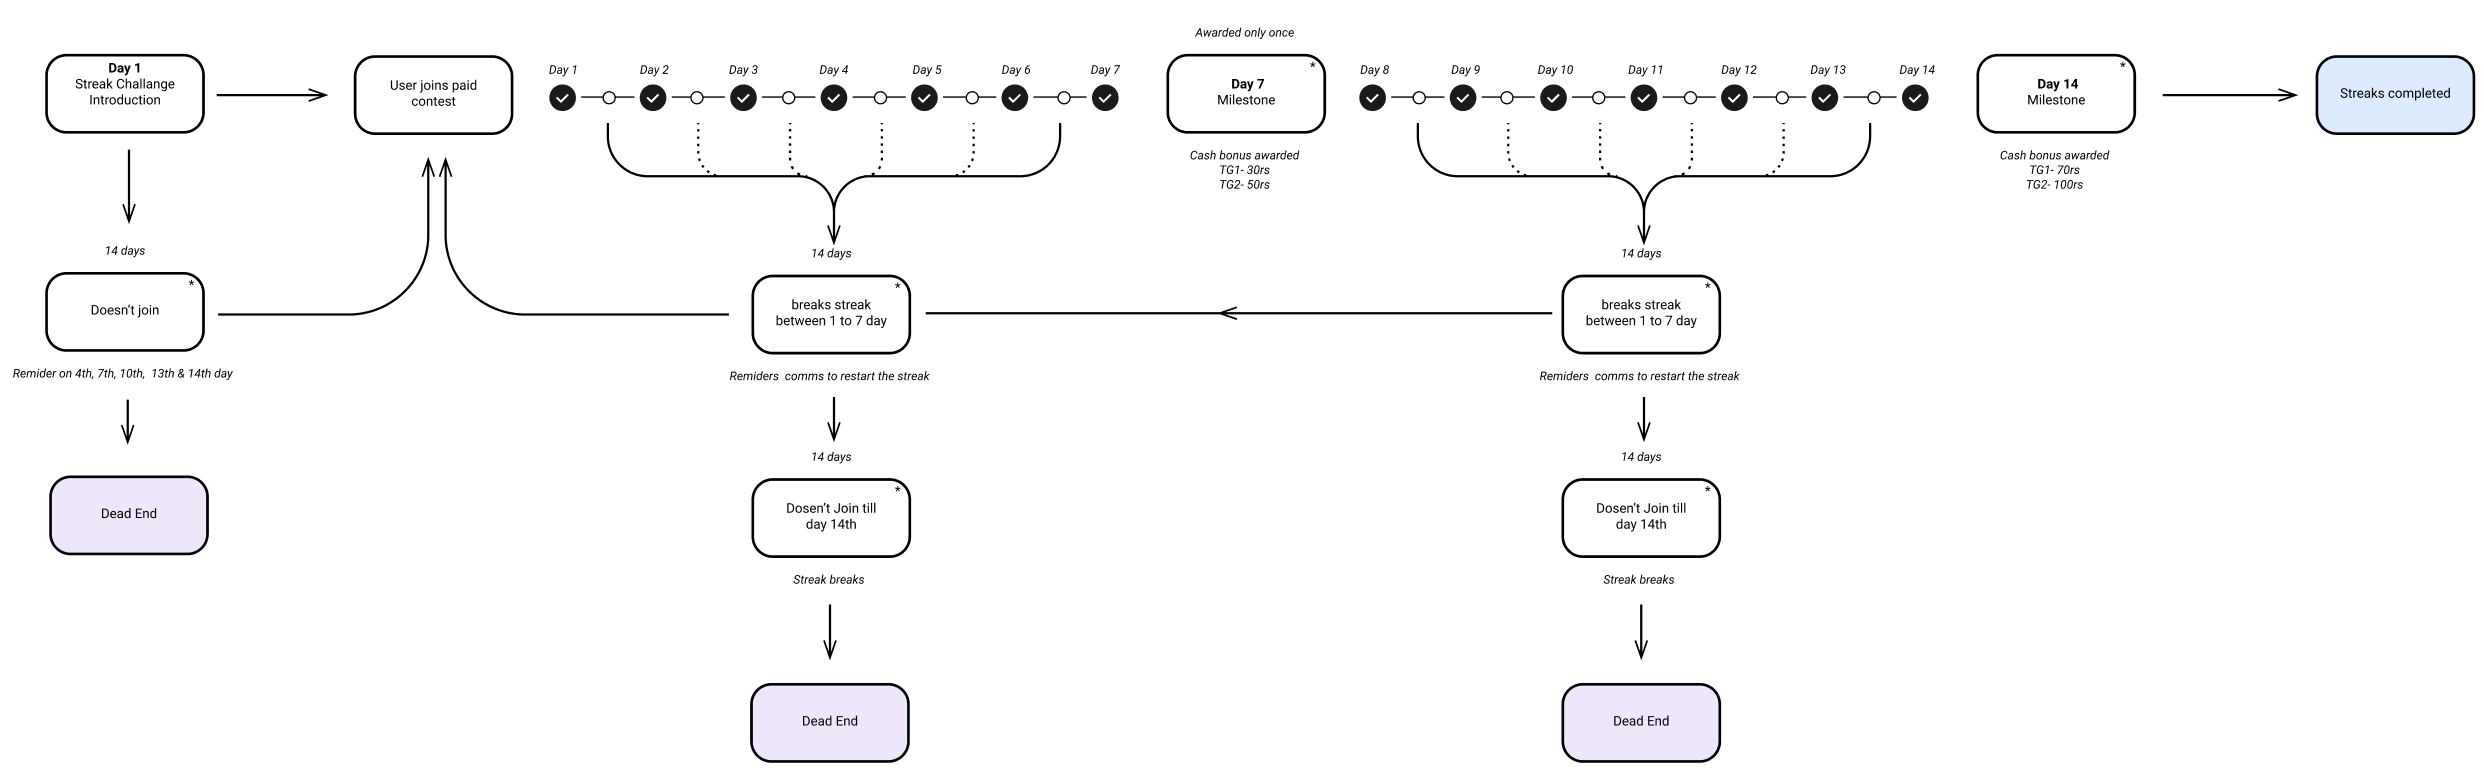 Awarded only once
Day 1
Streak Challange
Introduction
User joins paid
contest
Day 1
Day 2
Day 3
Day 4
Day 5
Day 6
Day 7
*
Day 7
Milestone
Day 8
Day 9
Day 10
Day 11
Day 12
Day 13
Day 14
*
Day 14
Milestone
Streaks completed
Cash bonus awarded
TG1- 30rs
TG2- 50rs
Cash bonus awarded
TG1- 70rs
TG2- 100rs
14 days
*
Doesn't join
Remider on 4th, 7th, 10th,  13th & 14th day
Dead End
14 days
*
breaks streak
between 1 to 7 day
Remiders  comms to restart the streak
14 days
*
Dosen't Join till
day 14th
Streak breaks
Dead End
14 days
*
breaks streak
between 1 to 7 day
Remiders  comms to restart the streak
14 days
*
Dosen't Join till
day 14th
Streak breaks
Dead End